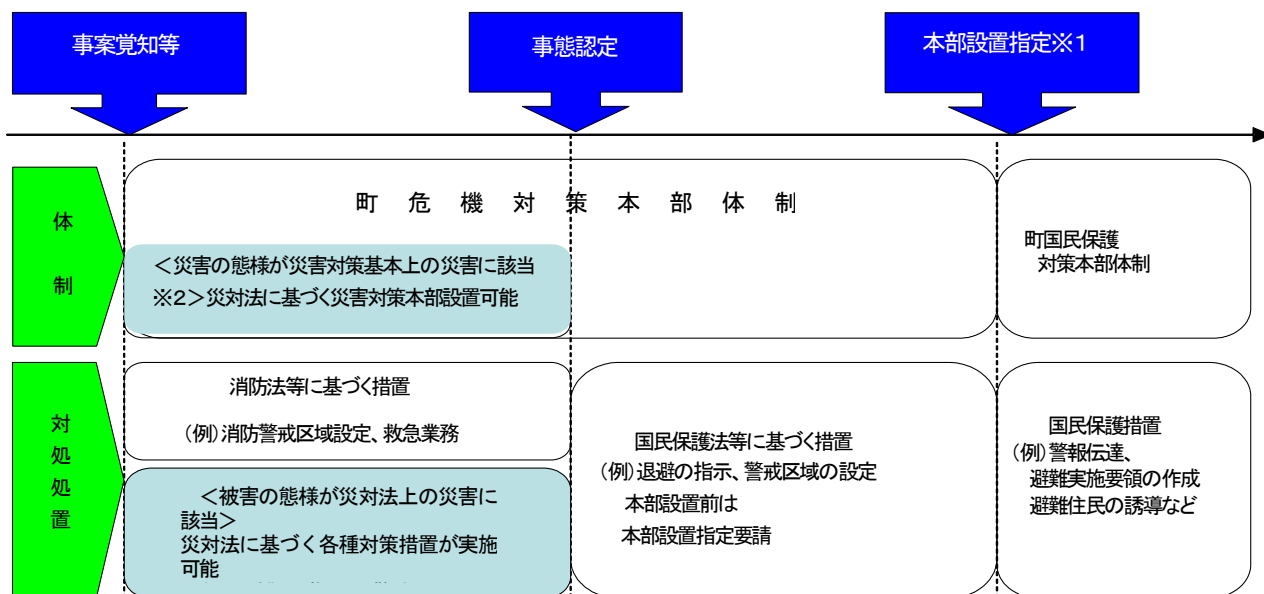 事案覚知等
事態認定
本部設置指定※1
体
制
町危機対策本部体制
<災害の態様が災害対策基本上の災害に該当
※2>災対法に基づく災害対策本部設置可能
町国民保護
対策本部体制
対
処
処
置
消防法等に基づく措置
(例)消防警戒区域設定、救急業務
<被害の態様が災対法上の災害に
該当>
災対法に基づく各種対策措置が実施
可能
国民保護法等に基づく措置
(例)退避の指示、警戒区域の設定
本部設置前は
本部設置指定要請
国民保護措置
(例)警報伝達、
避難実施要領の作成
避難住民の誘導など